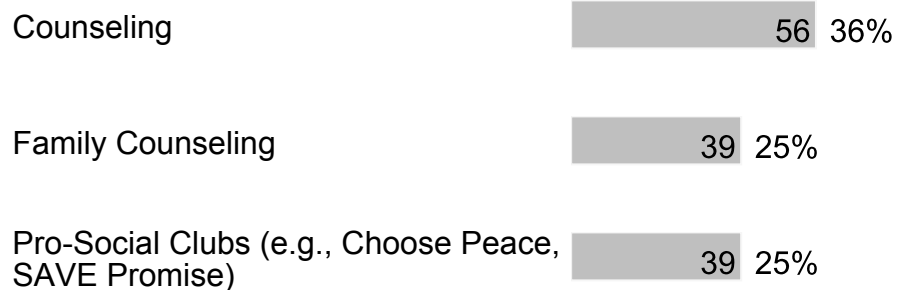 Counseling 56 36%
Family Counseling 39 25%
Pro-Social Clubs (e.g., Choose Peace, 39 25%
SAVE Promise)